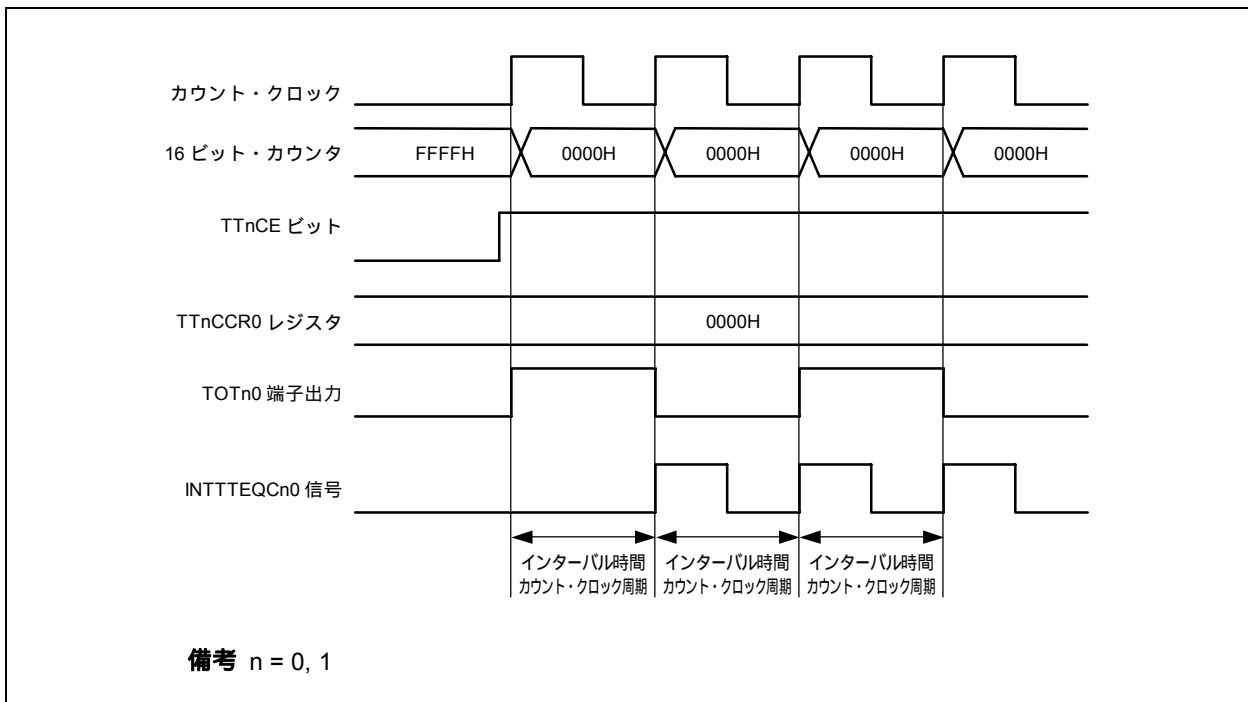 カウント・クロック
16 ビット・カウンタ FFFFH 0000H 0000H 0000H 0000H
TTnCE ビット
TTnCCR0 レジスタ 0000H
TOTn0 端子出力
INTTTEQCn0 信号
インターバル時間 インターバル時間 インターバル時間
カウント・クロック周期 カウント・クロック周期 カウント・クロック周期
備考 n = 0, 1